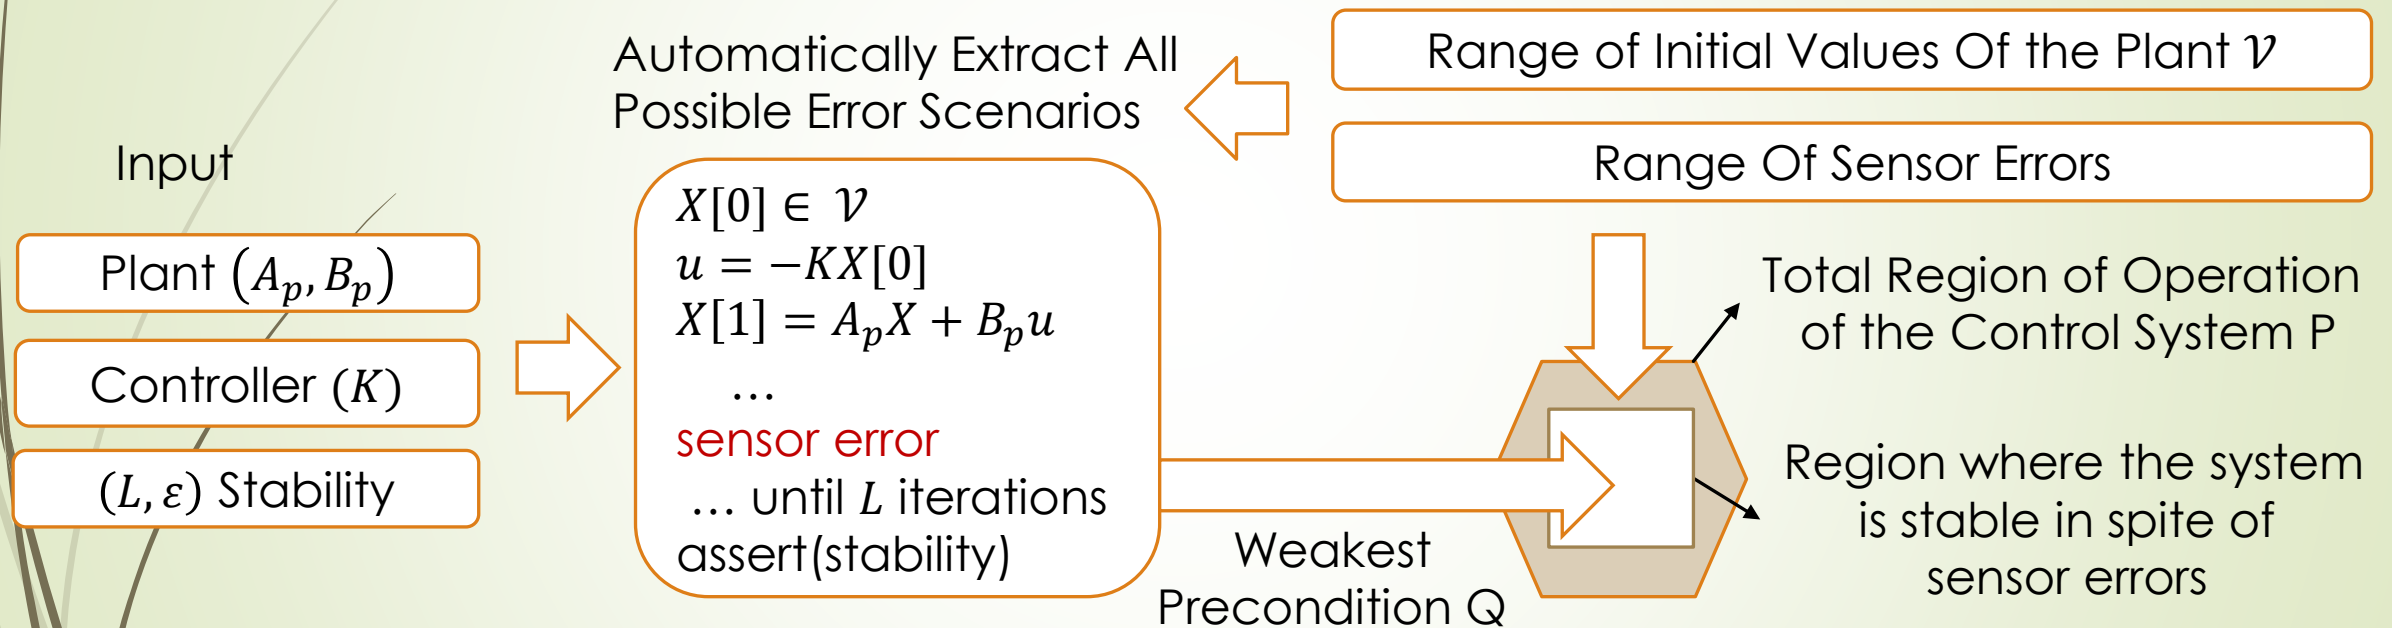 Input
Plant (A_p, B_p)
Controller (K)
(L, ε) Stability
Automatically Extract All
Possible Error Scenarios
X[0] ∈ 𝒱
u = −KX[0]
X[1] = A_pX + B_pu
…
sensor error
… until L iterations
assert(stability)
Range of Initial Values Of the Plant 𝒱
Range Of Sensor Errors
Weakest
Precondition Q
Total Region of Operation
of the Control System P
Region where the system
is stable in spite of
sensor errors